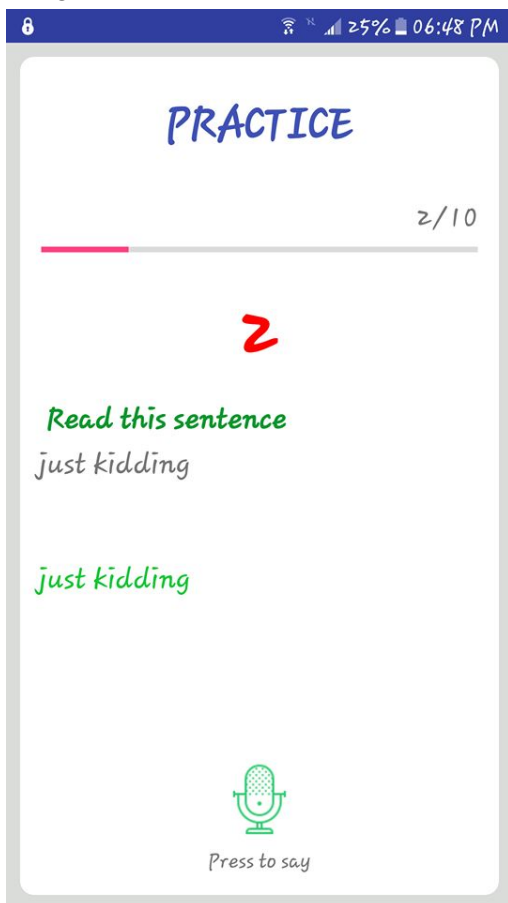 25% 06:48 PM
PRACTICE
2/10
2
Read this sentence
just kidding
just kidding
Press to say